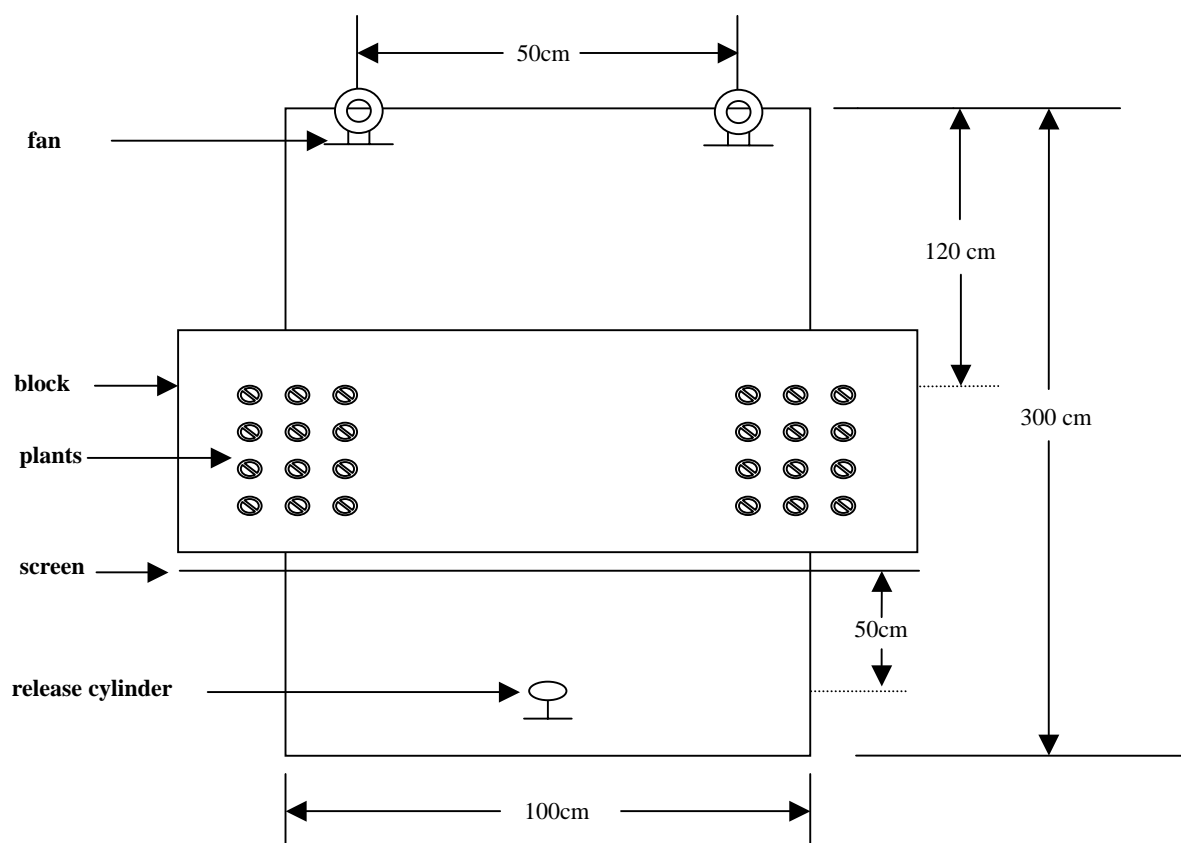 50cm
fan
120 cm
block
300 cm
plants
screen
50cm
release cylinder
100cm